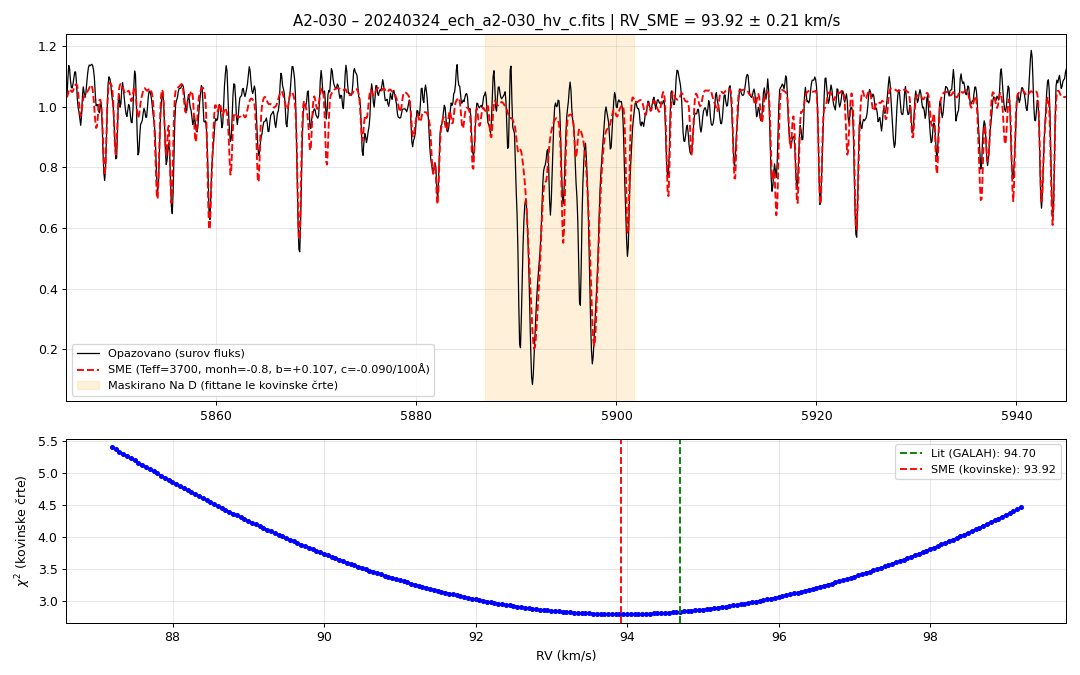 A2-030 – 20240324_ech_a2-030_hv_c.fits | RV_SME = 93.92 ± 0.21 km/s
1.2
1.0
0.8
0.6
0.4
0.2
Opazovano (surov fluks)
SME (Teff=3700, monh=-0.8, b=+0.107, c=-0.090/100Å)
Maskirano Na D (fittane le kovinske črte)
5860 5880 5900 5920 5940
5.5
5.0
4.5
4.0
3.5
3.0
χ² (kovinske črte)
Lit (GALAH): 94.70
SME (kovinske): 93.92
88 90 92 94 96 98
RV (km/s)